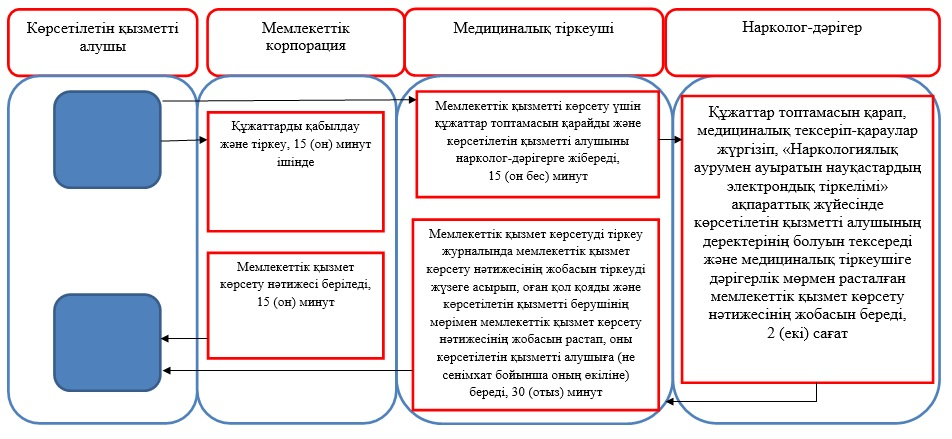 Көрсетілетін қызметті
алушы
Мемлекеттік
корпорация
Медициналық тіркеуші
Нарколог-дәрігер
Құжаттарды қабылдау
және тіркеу, 15 (он) минут
ішінде
Мемлекеттік қызмет
көрсету нәтижесі беріледі,
15 (он) минут
Мемлекеттік қызметті көрсету үшін
құжаттар топтамасын қарайды және
көрсетілетін қызметті алушыны
нарколог-дәрігерге жібереді,
15 (он бес) минут
Мемлекеттік қызмет көрсетуді тіркеу
журналында мемлекеттік қызмет
көрсету нәтижесінің жобасын тіркеуді
жүзеге асырып, оған қол қояды және
көрсетілетін қызметті берушінің
мөрімен мемлекеттік қызмет көрсету
нәтижесінің жобасын растап, оны
көрсетілетін қызметті алушыға (не
сенімхат бойынша оның өкіліне)
береді, 30 (отыз) минут
Құжаттар топтамасын қарап,
медициналық тексеріп-қараулар
жүргізіп, «Наркологиялық
аурумен ауыратын науқастардың
электрондық тіркелімі»
ақпараттық жүйесінде
көрсетілетін қызметті алушының
деректерінің болуын тексереді
және медициналық тіркеушіге
дәрігерлік мөрмен расталған
мемлекеттік қызмет көрсету
нәтижесінің жобасын береді,
2 (екі) сағат